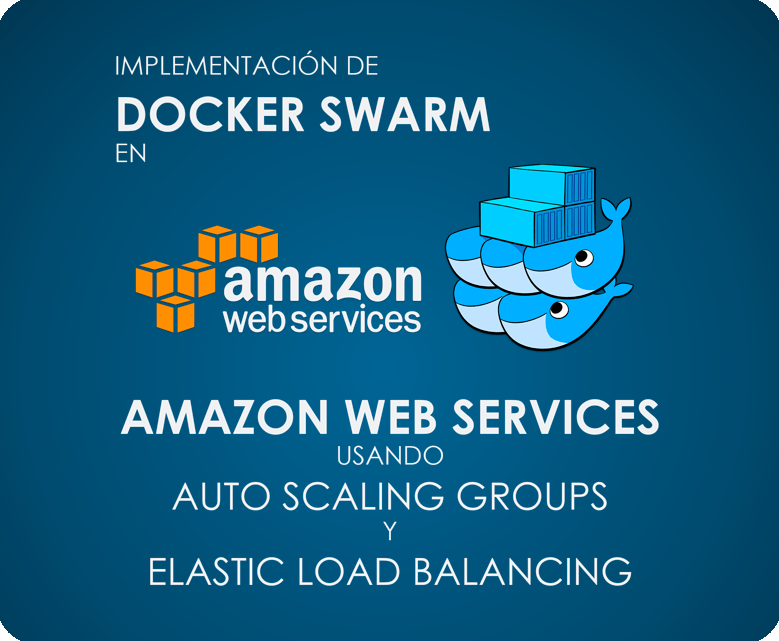 IMPLEMENTACIÓN DE
DOCKER SWARM
EN
amazon
web services
AMAZON WEB SERVICES
USANDO
AUTO SCALING GROUPS
Y
ELASTIC LOAD BALANCING